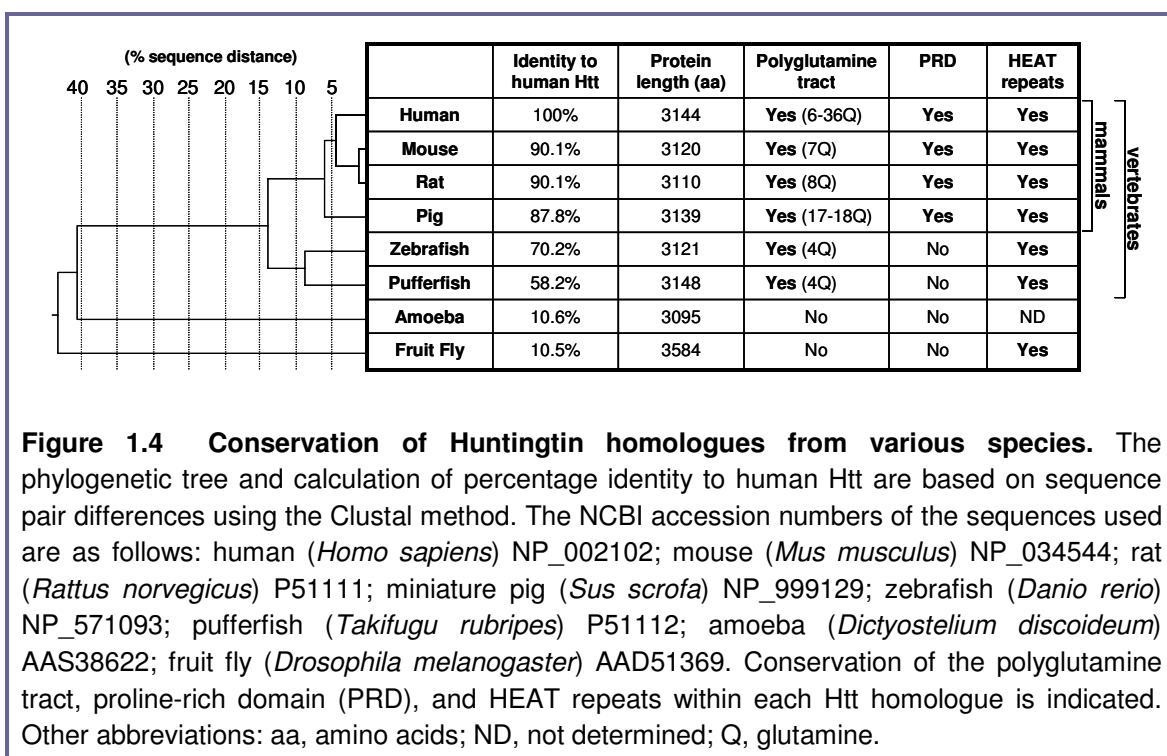 (% sequence distance)
40 35 30 25 20 15 10 5
Identity to human Htt Protein length (aa) Polyglutamine tract PRD HEAT repeats
Human 100% 3144 Yes (6-36Q) Yes Yes
Mouse 90.1% 3120 Yes (7Q) Yes Yes
Rat 90.1% 3110 Yes (8Q) Yes Yes
Pig 87.8% 3139 Yes (17-18Q) Yes Yes
Zebrafish 70.2% 3121 Yes (4Q) No Yes
Pufferfish 58.2% 3148 Yes (4Q) No Yes
Amoeba 10.6% 3095 No No ND
Fruit Fly 10.5% 3584 No No Yes
mammals
vertebrates
Figure 1.4 Conservation of Huntingtin homologues from various species. The
phylogenetic tree and calculation of percentage identity to human Htt are based on sequence
pair differences using the Clustal method. The NCBI accession numbers of the sequences used
are as follows: human (Homo sapiens) NP_002102; mouse (Mus musculus) NP_034544; rat
(Rattus norvegicus) P51111; miniature pig (Sus scrofa) NP_999129; zebrafish (Danio rerio)
NP_571093; pufferfish (Takifugu rubripes) P51112; amoeba (Dictyostelium discoideum)
AAS38622; fruit fly (Drosophila melanogaster) AAD51369. Conservation of the polyglutamine
tract, proline-rich domain (PRD), and HEAT repeats within each Htt homologue is indicated.
Other abbreviations: aa, amino acids; ND, not determined; Q, glutamine.